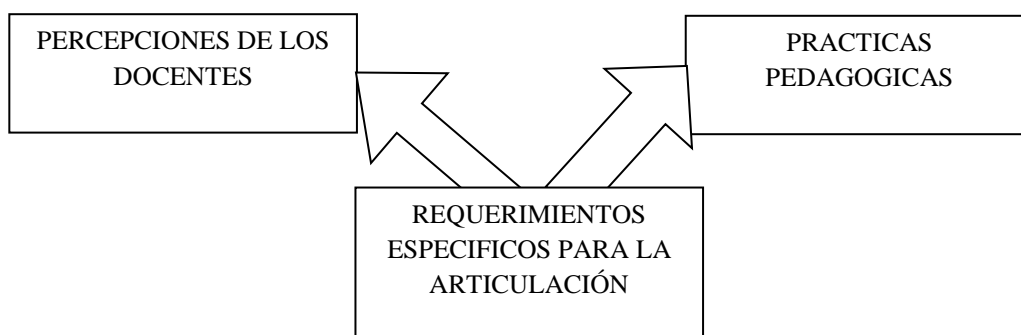 PERCEPCIONES DE LOS
DOCENTES
PRACTICAS
PEDAGOGICAS
REQUERIMIENTOS
ESPECIFICOS PARA LA
ARTICULACIÓN